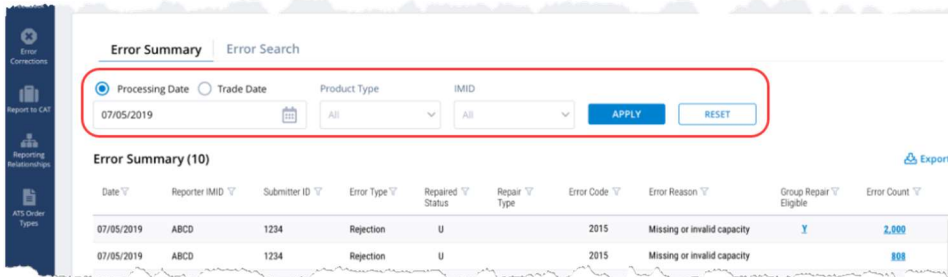 Error Summary Error Search
Error
Corrections
Processing Date Trade Date Product Type IMID
07/05/2019 All All APPLY RESET
Report to CAT
Reporting
Relationships
Error Summary (10) Export
ATS Order
Types
Date Reporter IMID Submitter ID Error Type Repaired Status Repair Type Error Code Error Reason Group Repair Eligible Error Count
07/05/2019 ABCD 1234 Rejection U 2015 Missing or invalid capacity Y 2,000
07/05/2019 ABCD 1234 Rejection U 2015 Missing or invalid capacity 808